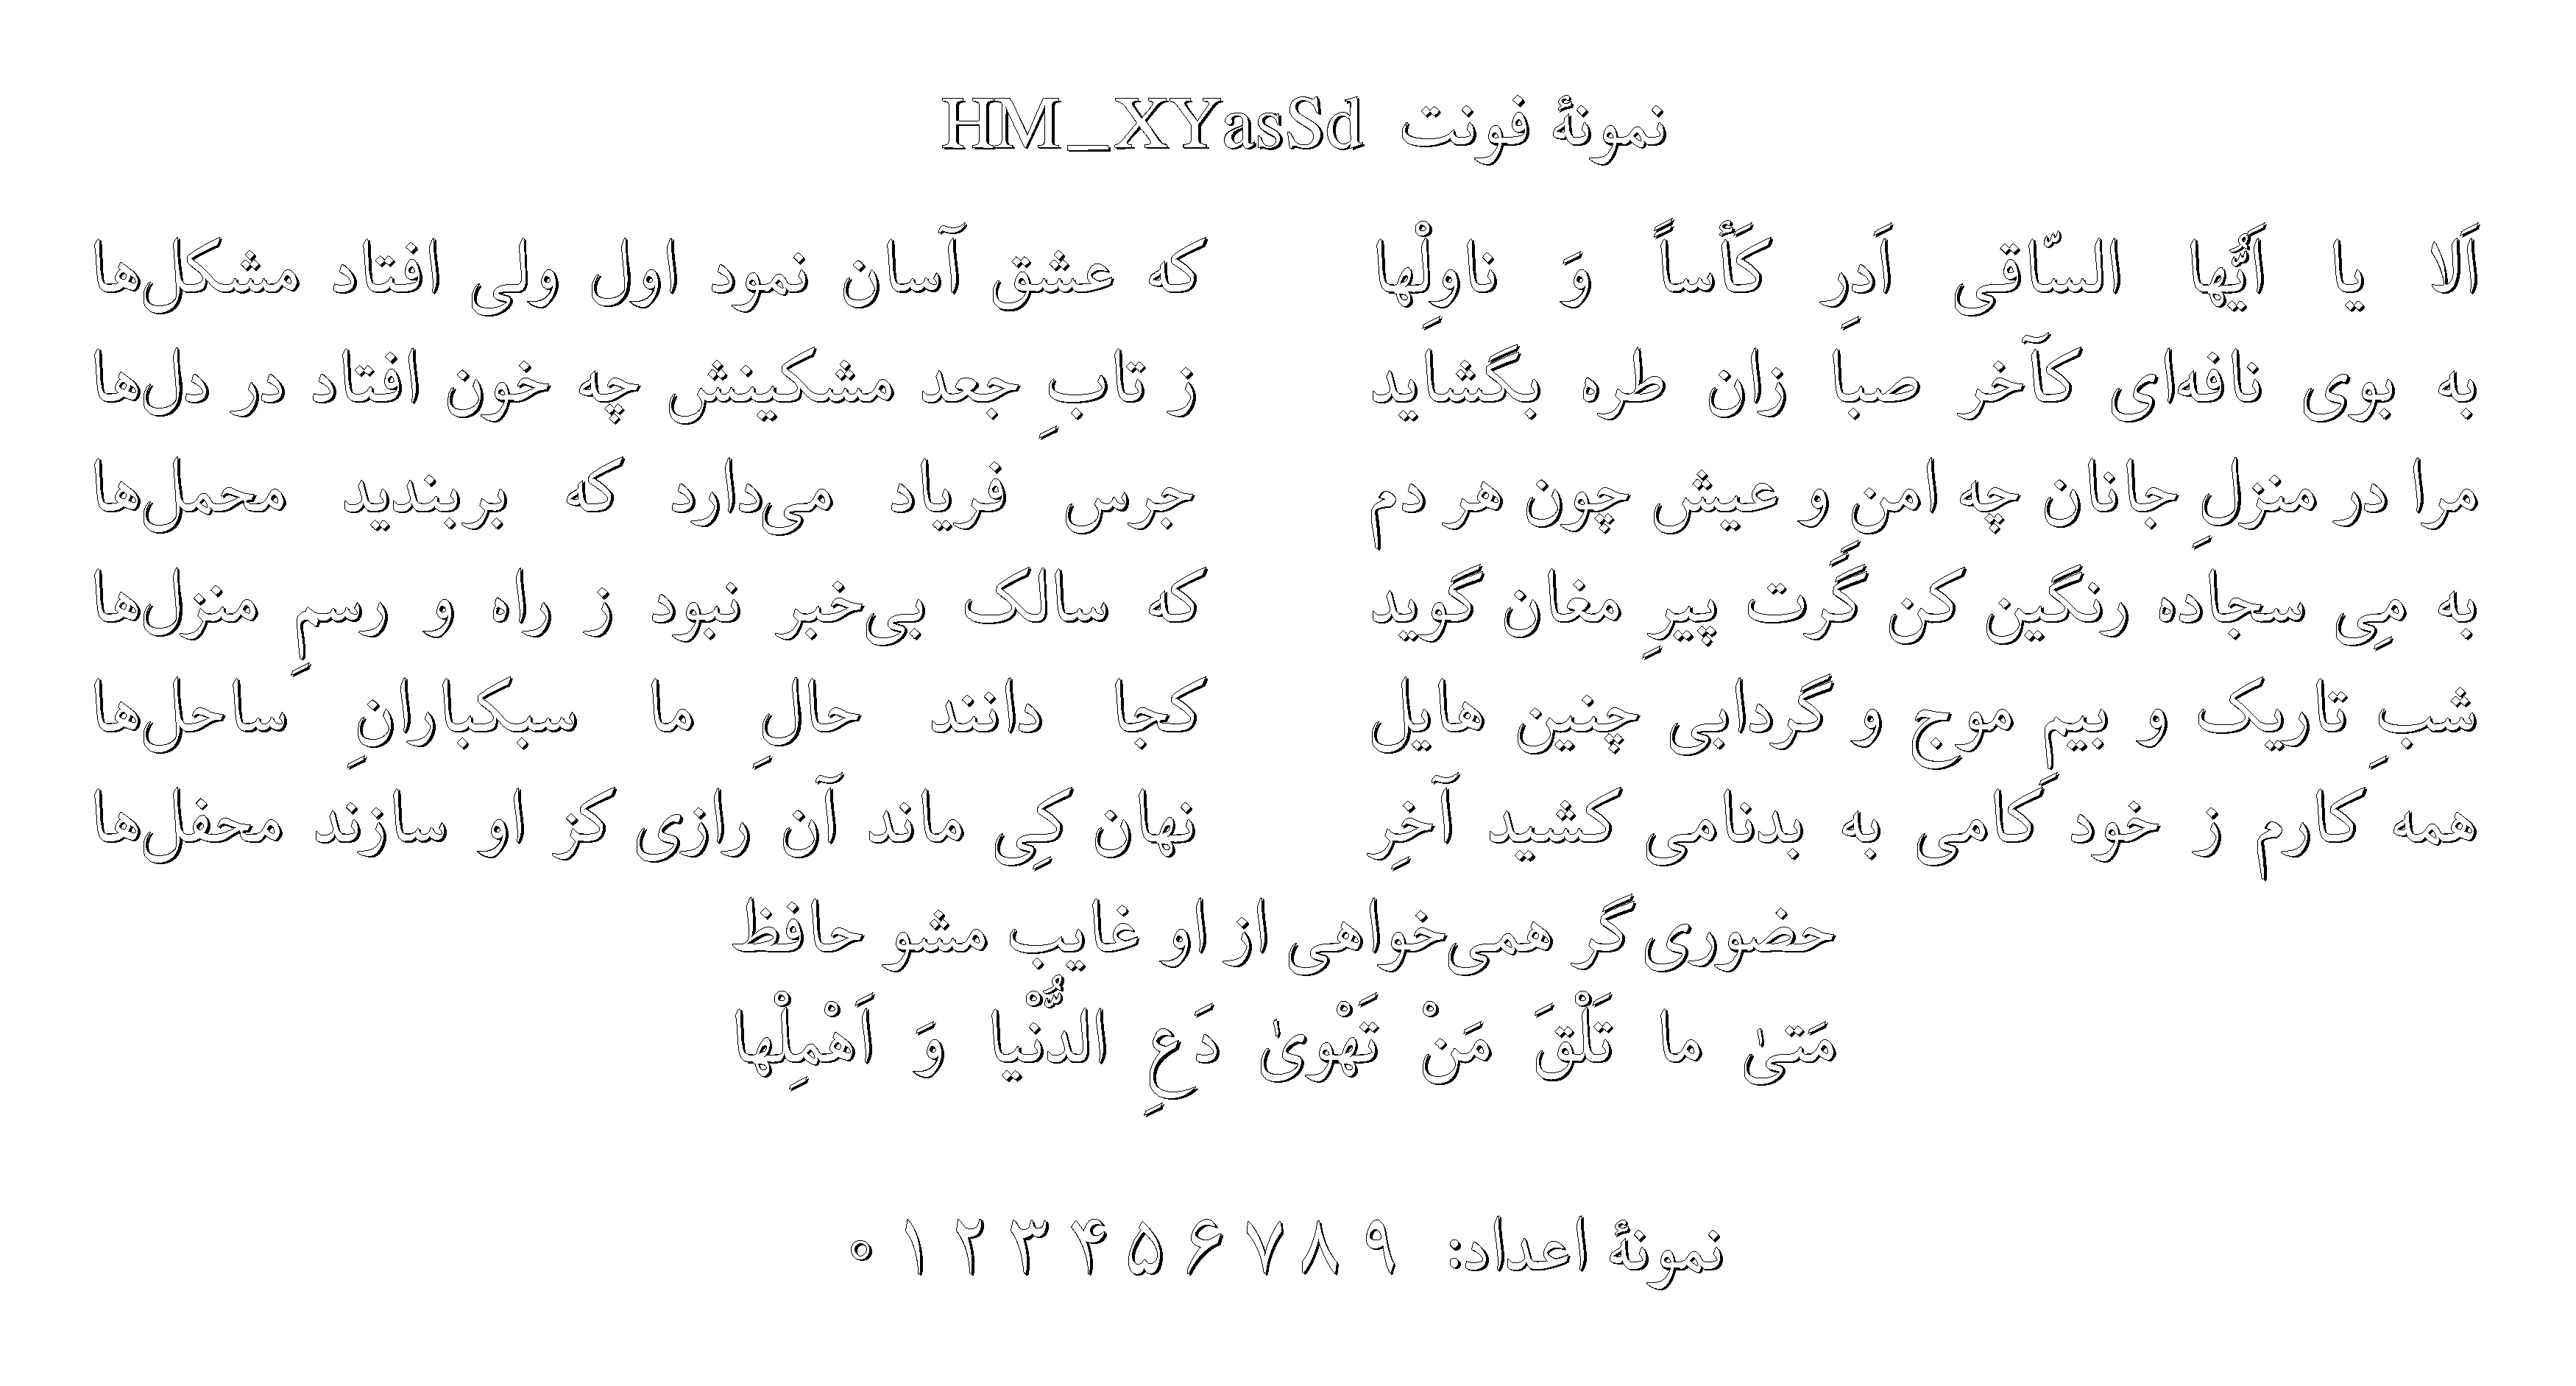 نمونهٔ فونت HM_XYasSd
اَلا یا اَیُّها السّاقی اَدِر کَأساً وَ ناوِلْها که عشق آسان نمود اول ولی افتاد مشکل‌ها
به بوی نافه‌ای کآخر صبا زان طره بگشاید ز تابِ جعد مشکینش چه خون افتاد در دل‌ها
مرا در منزلِ جانان چه امنِ و عیش چون هر دم جرس فریاد می‌دارد که بربندید محمل‌ها
به مِی سجاده رنگین کن گَرت پیرِ مغان گوید که سالک بی‌خبر نبود ز راه و رسمِ منزل‌ها
شبِ تاریک و بیمِ موج و گردابی چنین هایل کجا دانند حالِ ما سبکبارانِ ساحل‌ها
همه کارم ز خود کامی به بدنامی کشید آخِر نهان کِی ماند آن رازی کز او سازند محفل‌ها
حضوری گر همی‌خواهی از او غایب مشو حافظ
مَتیٰ ما تَلْقَ مَنْ تَهْویٰ دَعِ الدُّنْیا وَ اَهْمِلْها
نمونهٔ اعداد: ۰ ۱ ۲ ۳ ۴ ۵ ۶ ۷ ۸ ۹